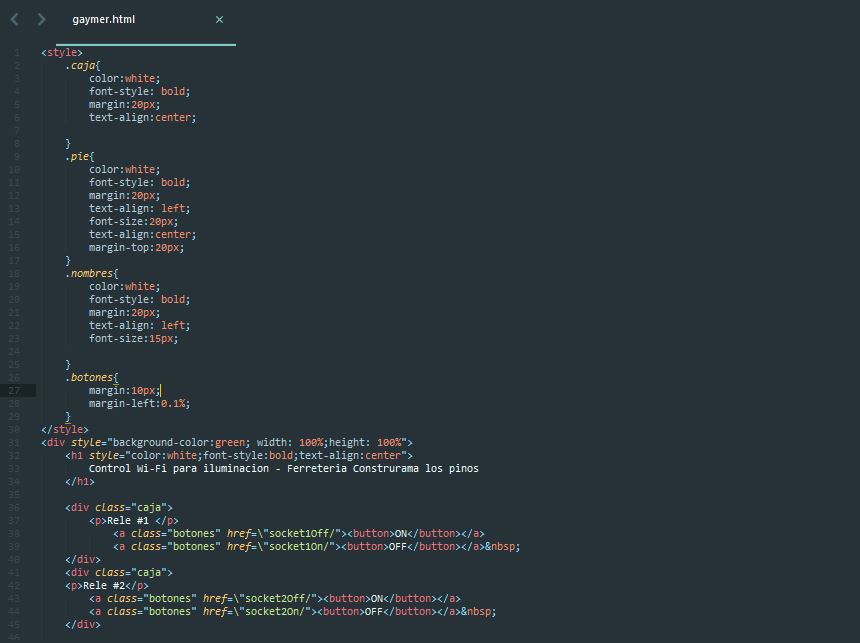 gaymer.html
1 <style>
2 .caja{
3 color:white;
4 font-style: bold;
5 margin:20px;
6 text-align:center;
7
8 }
9 .pie{
10 color:white;
11 font-style: bold;
12 margin:20px;
13 text-align: left;
14 font-size:20px;
15 text-align:center;
16 margin-top:20px;
17 }
18 .nombres{
19 color:white;
20 font-style: bold;
21 margin:20px;
22 text-align: left;
23 font-size:15px;
24
25 }
26 .botones{
27 margin:10px;
28 margin-left:0.1%;
29 }
30 </style>
31 <div style="background-color:green; width: 100%;height: 100%">
32 <h1 style="color:white;font-style:bold;text-align:center">
33 Control Wi-Fi para iluminacion - Ferreteria Construrama los pinos
34 </h1>
35
36 <div class="caja">
37 <p>Rele #1 </p>
38 <a class="botones" href=\"socket1Off/"><button>ON</button></a>
39 <a class="botones" href=\"socket1On/"><button>OFF</button></a>&nbsp;
40 </div>
41 <div class="caja">
42 <p>Rele #2</p>
43 <a class="botones" href=\"socket2Off/"><button>ON</button></a>
44 <a class="botones" href=\"socket2On/"><button>OFF</button></a>&nbsp;
45 </div>
46